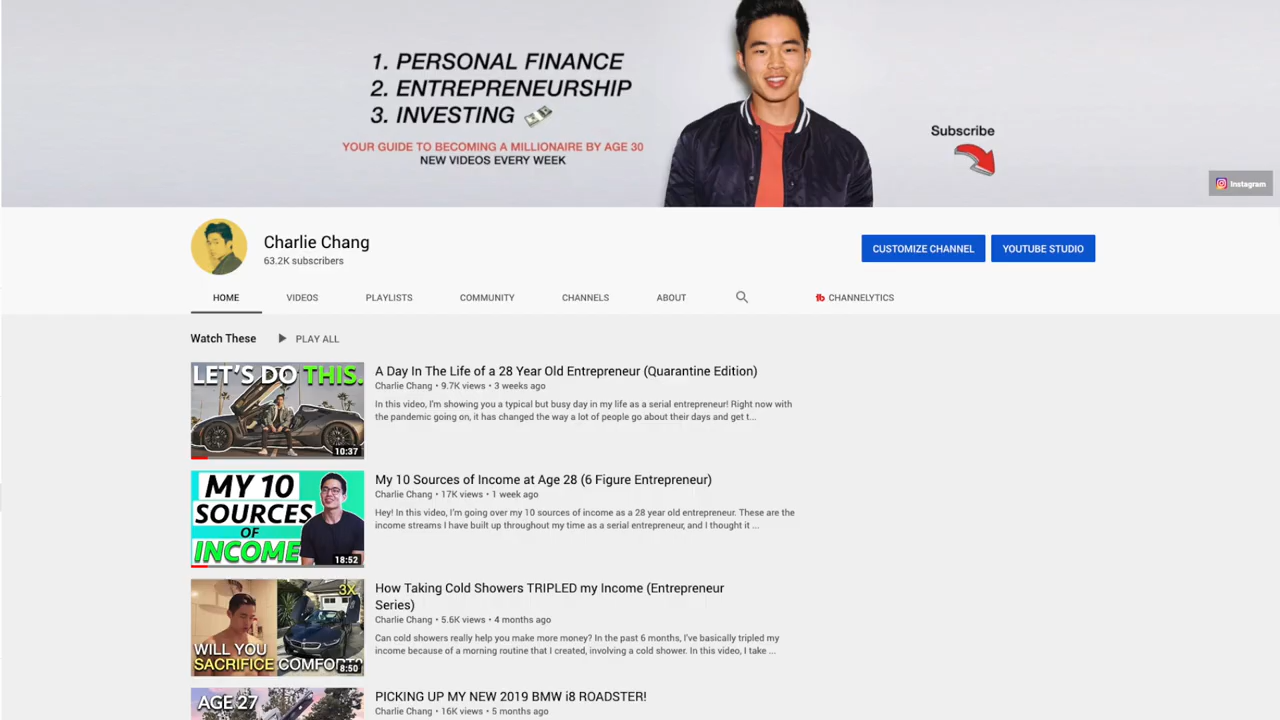 1. PERSONAL FINANCE
2. ENTREPRENEURSHIP
3. INVESTING
YOUR GUIDE TO BECOMING A MILLIONAIRE BY AGE 30
NEW VIDEOS EVERY WEEK
Subscribe
Instagram
Charlie Chang
63.2K subscribers
CUSTOMIZE CHANNEL
YOUTUBE STUDIO
HOME VIDEOS PLAYLISTS COMMUNITY CHANNELS ABOUT tb CHANNELYTICS
Watch These PLAY ALL
LET'S DO THIS.
10:37
A Day In The Life of a 28 Year Old Entrepreneur (Quarantine Edition)
Charlie Chang • 9.7K views • 3 weeks ago
In this video, I'm showing you a typical but busy day in my life as a serial entrepreneur! Right now with
the pandemic going on, it has changed the way a lot of people go about their days and get t...
MY 10
SOURCES
OF
INCOME
18:52
My 10 Sources of Income at Age 28 (6 Figure Entrepreneur)
Charlie Chang • 17K views • 1 week ago
Hey! In this video, I'm going over my 10 sources of income as a 28 year old entrepreneur. These are the
income streams I have built up throughout my time as a serial entrepreneur, and I thought it ...
3X
WILL YOU
SACRIFICE COMFORT?
8:50
How Taking Cold Showers TRIPLED my Income (Entrepreneur
Series)
Charlie Chang • 5.6K views • 4 months ago
Can cold showers really help you make more money? In the past 6 months, I've basically tripled my
income because of a morning routine that I created, involving a cold shower. In this video, I take ...
AGE 27
PICKING UP MY NEW 2019 BMW i8 ROADSTER!
Charlie Chang • 16K views • 5 months ago